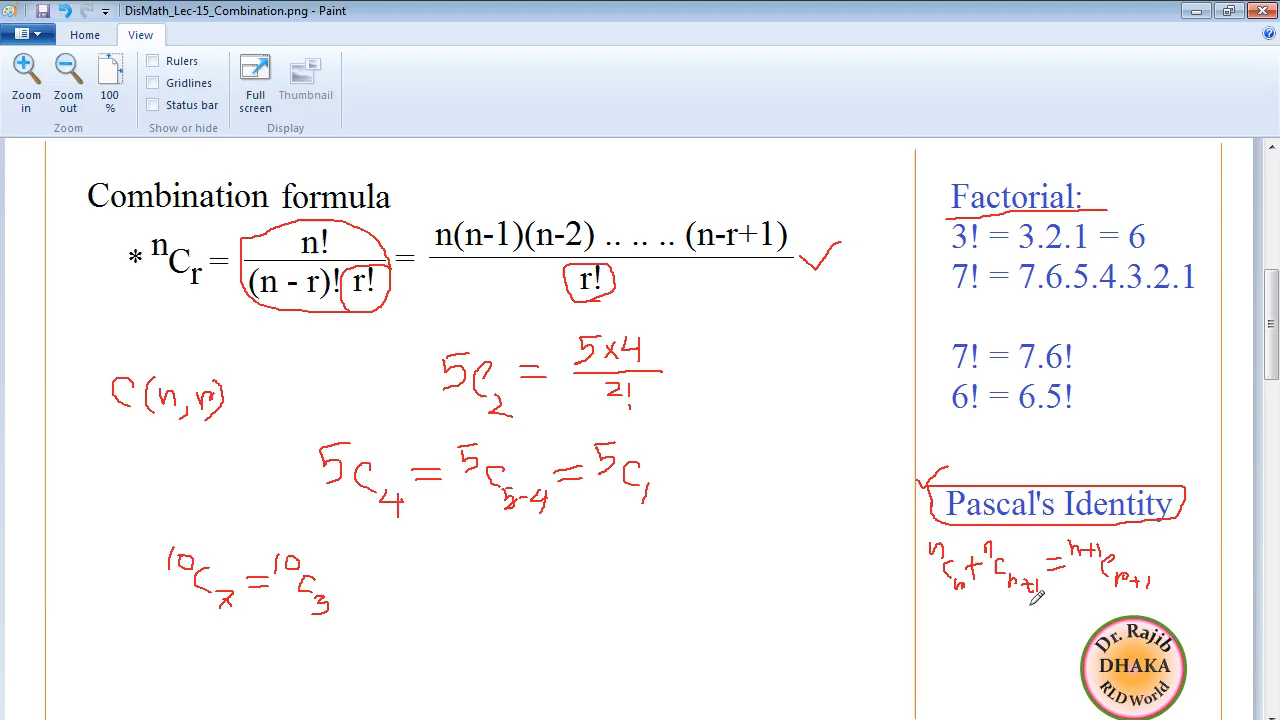 DisMath_Lec-15_Combination.png - Paint
Home View
Zoom in
Zoom out
100 %
Zoom
Rulers
Gridlines
Status bar
Show or hide
Full screen
Thumbnail
Display
Combination formula
* ⁿCᵣ = n! / (n - r)! r! = n(n-1)(n-2) .. .. .. (n-r+1) / r!
C(n,r)
5C₂ = 5×4 / 2!
⁵C₄ = ⁵C₅₋₄ = ⁵C₁
¹⁰C₇ = ¹⁰C₃
Factorial:
3! = 3.2.1 = 6
7! = 7.6.5.4.3.2.1
7! = 7.6!
6! = 6.5!
Pascal's Identity
ⁿCᵣ + ⁿCᵣ₊₁ = ⁿ⁺¹Cᵣ₊₁
Dr. Rajib
DHAKA
RLD World